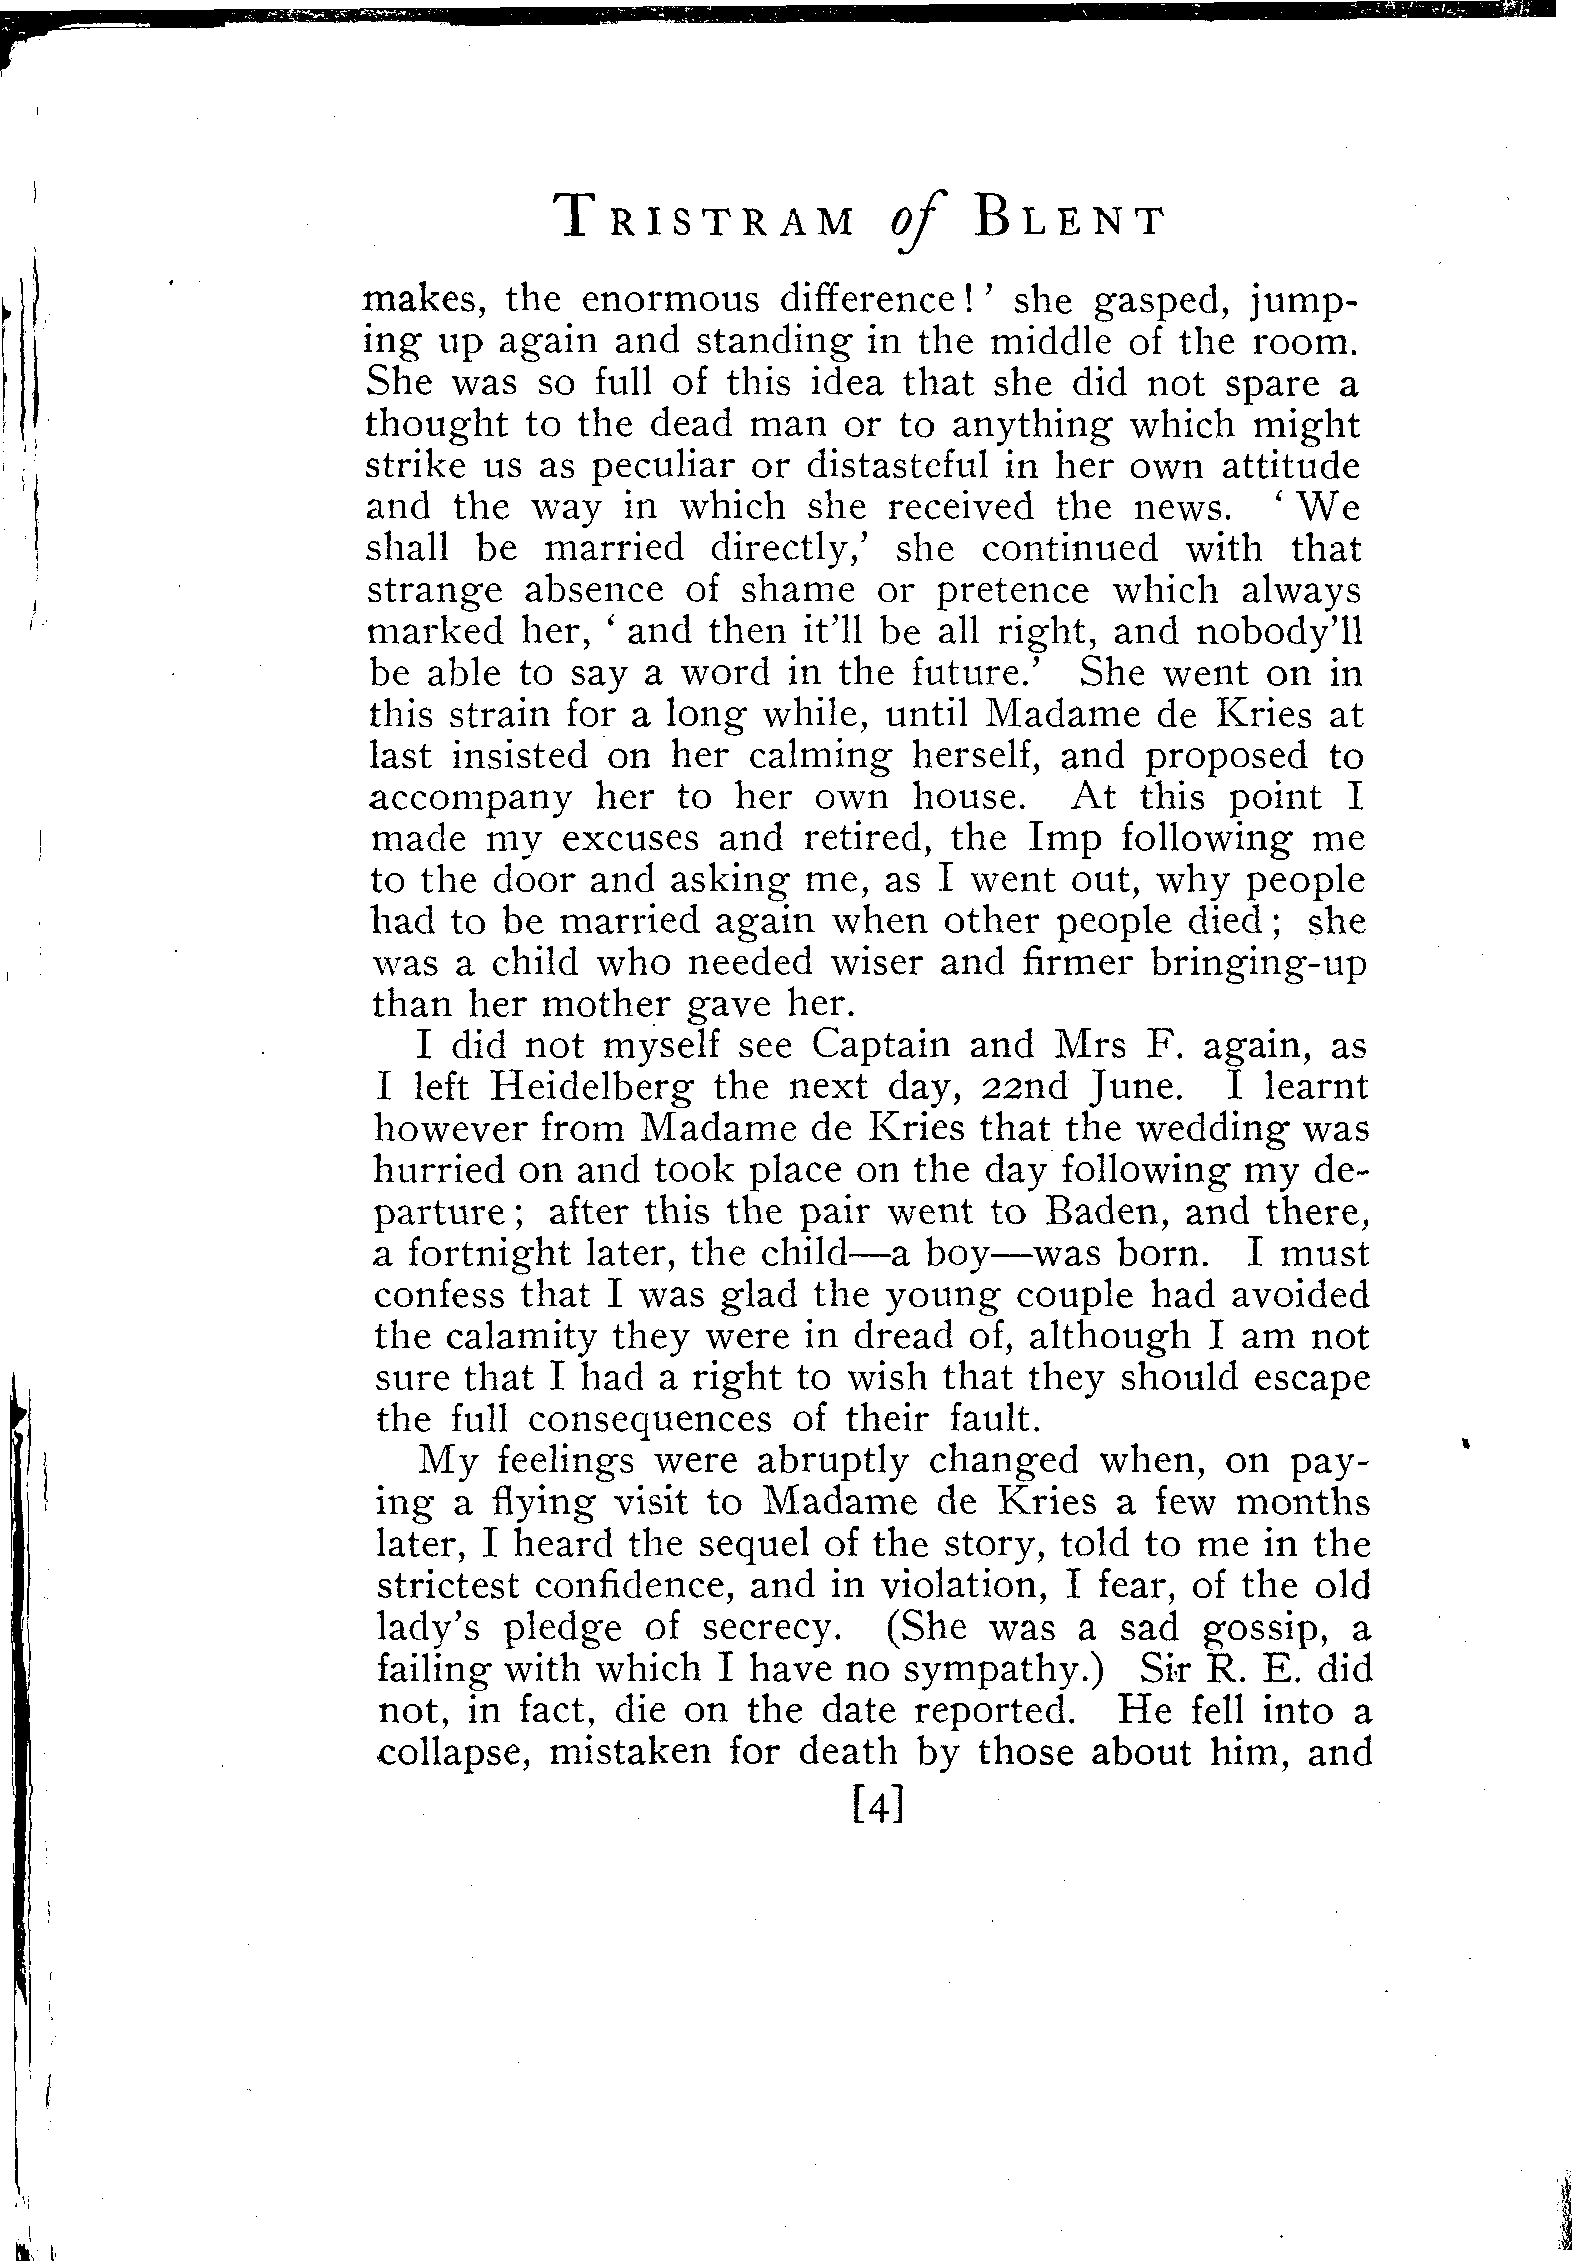 TRISTRAM of BLENT
makes, the enormous difference!' she gasped, jump-
ing up again and standing in the middle of the room.
She was so full of this idea that she did not spare a
thought to the dead man or to anything which might
strike us as peculiar or distasteful in her own attitude
and the way in which she received the news. 'We
shall be married directly,' she continued with that
strange absence of shame or pretence which always
marked her, 'and then it'll be all right, and nobody'll
be able to say a word in the future.' She went on in
this strain for a long while, until Madame de Kries at
last insisted on her calming herself, and proposed to
accompany her to her own house. At this point I
made my excuses and retired, the Imp following me
to the door and asking me, as I went out, why people
had to be married again when other people died; she
was a child who needed wiser and firmer bringing-up
than her mother gave her.
I did not myself see Captain and Mrs F. again, as
I left Heidelberg the next day, 22nd June. I learnt
however from Madame de Kries that the wedding was
hurried on and took place on the day following my de-
parture; after this the pair went to Baden, and there,
a fortnight later, the child—a boy—was born. I must
confess that I was glad the young couple had avoided
the calamity they were in dread of, although I am not
sure that I had a right to wish that they should escape
the full consequences of their fault.
My feelings were abruptly changed when, on pay-
ing a flying visit to Madame de Kries a few months
later, I heard the sequel of the story, told to me in the
strictest confidence, and in violation, I fear, of the old
lady's pledge of secrecy. (She was a sad gossip, a
failing with which I have no sympathy.) Sir R. E. did
not, in fact, die on the date reported. He fell into a
collapse, mistaken for death by those about him, and
[4]